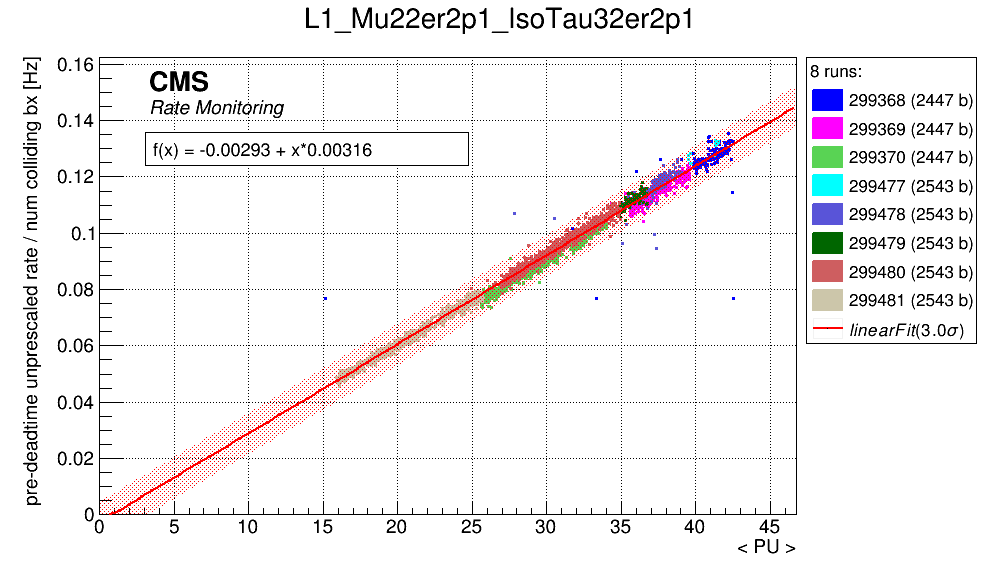 L1_Mu22er2p1_IsoTau32er2p1
pre-deadtime unprescaled rate / num colliding bx [Hz]
0.16
0.14
0.12
0.1
0.08
0.06
0.04
0.02
0
CMS
Rate Monitoring
f(x) = -0.00293 + x*0.00316
0 5 10 15 20 25 30 35 40 45
< PU >
8 runs:
299368 (2447 b)
299369 (2447 b)
299370 (2447 b)
299477 (2543 b)
299478 (2543 b)
299479 (2543 b)
299480 (2543 b)
299481 (2543 b)
linearFit(3.0σ)